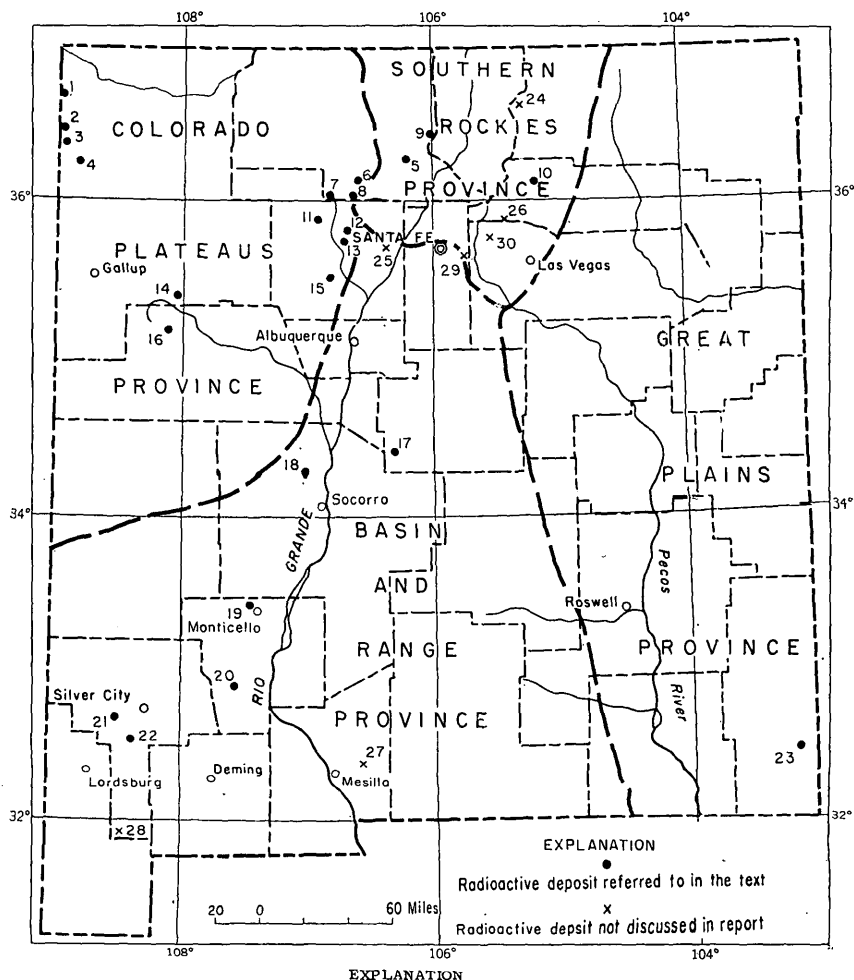 108°
106°
104°
SOUTHERN
1
24
2
COLORADO
9
ROCKIES
3
4
5
6
10
7
8
PROVINCE
36°
36°
11
26
12
SANTA FE
30
PLATEAUS
13
25
29
Las Vegas
Gallup
15
14
16
Albuquerque
GREAT
PROVINCE
17
18
PLAINS
Socorro
34°
34°
BASIN
GRANDE
Pecos
AND
19
Roswell
Monticello
RANGE
PROVINCE
20
RIO
River
Silver City
21
PROVINCE
22
23
27
Deming
Mesilla
Lordsburg
32°
32°
28
EXPLANATION
Radioactive deposit referred to in the text
x
20 0 60 Miles
Radioactive depsit not discussed in report
108°
106°
104°
EXPLANATION